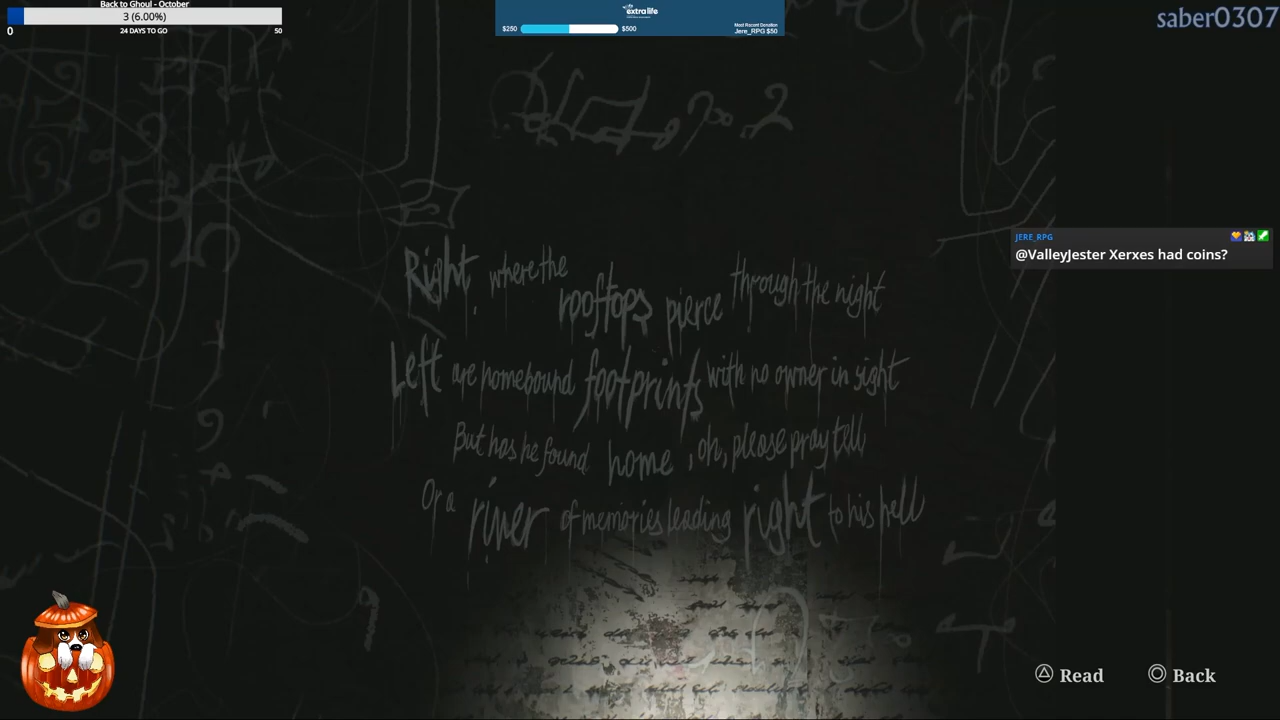 Back to Ghoul - October
3 (6.00%)
0 24 DAYS TO GO 50
extra life
$250 $500
Most Recent Donation
Jere_RPG $50
saber0307
JERE_RPG
@ValleyJester Xerxes had coins?
Right where the rooftops pierce through the night
Left are homebound footprints with no owner in sight
But has he found home, oh, please pray tell
Or a river of memories leading right to his hell
Read Back